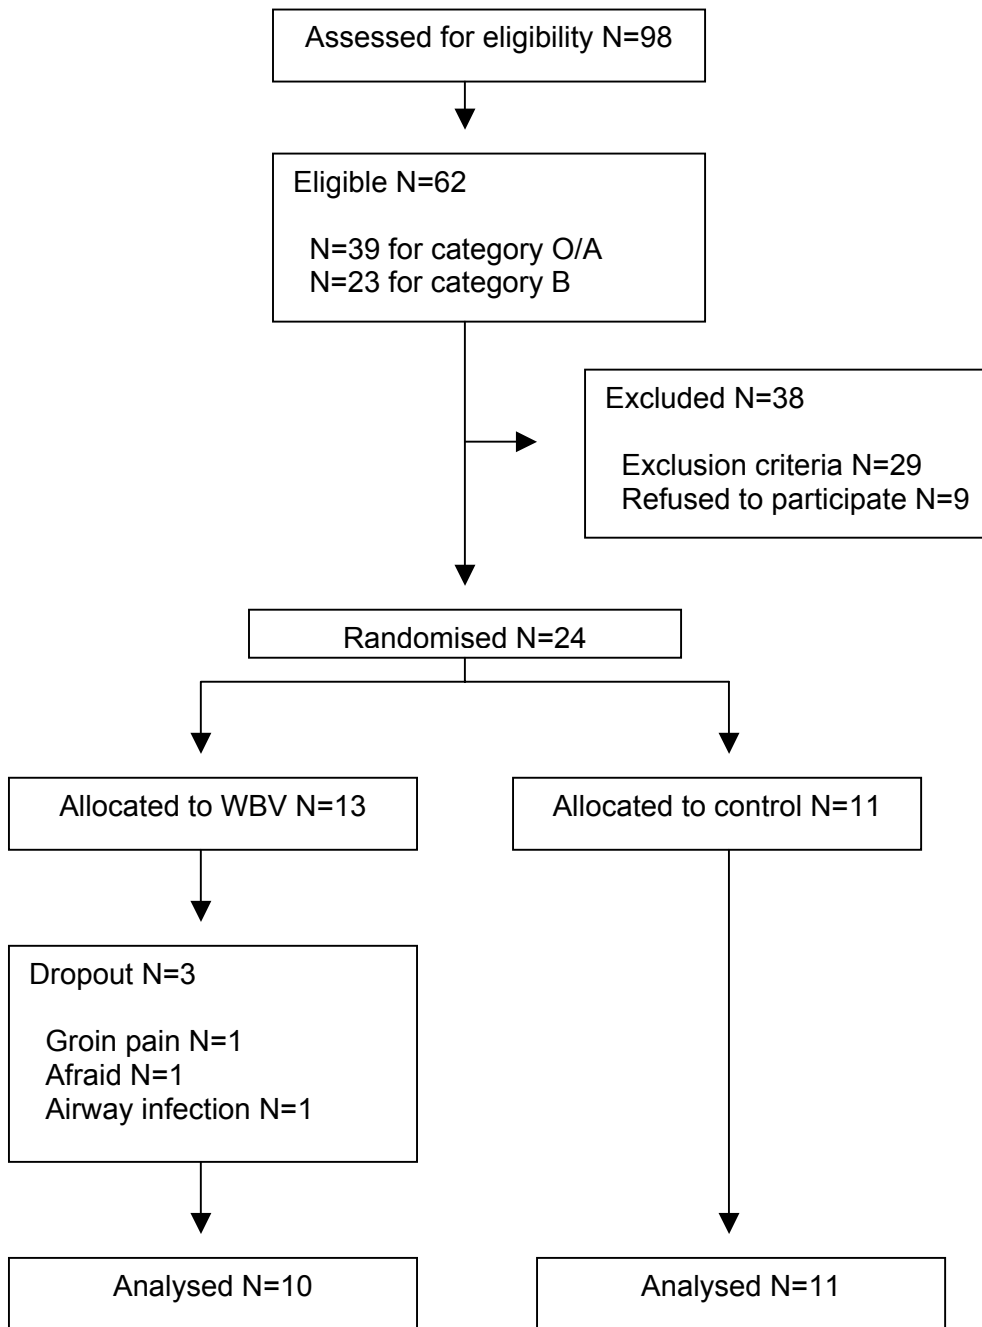 Assessed for eligibility N=98
Eligible N=62
N=39 for category O/A
N=23 for category B
Excluded N=38
Exclusion criteria N=29
Refused to participate N=9
Randomised N=24
Allocated to WBV N=13
Allocated to control N=11
Dropout N=3
Groin pain N=1
Afraid N=1
Airway infection N=1
Analysed N=10
Analysed N=11